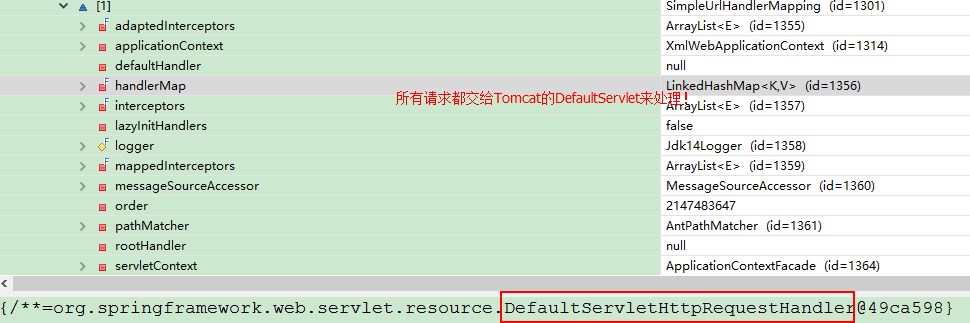 [1] SimpleUrlHandlerMapping (id=1301)
adaptedInterceptors ArrayList<E> (id=1355)
applicationContext XmlWebApplicationContext (id=1314)
defaultHandler null
handlerMap LinkedHashMap<K,V> (id=1356)
所有请求都交给Tomcat的DefaultServlet来处理!
interceptors ArrayList<E> (id=1357)
lazyInitHandlers false
logger Jdk14Logger (id=1358)
mappedInterceptors ArrayList<E> (id=1359)
messageSourceAccessor MessageSourceAccessor (id=1360)
order 2147483647
pathMatcher AntPathMatcher (id=1361)
rootHandler null
servletContext ApplicationContextFacade (id=1364)
{/**=org.springframework.web.servlet.resource.DefaultServletHttpRequestHandler@49ca598}